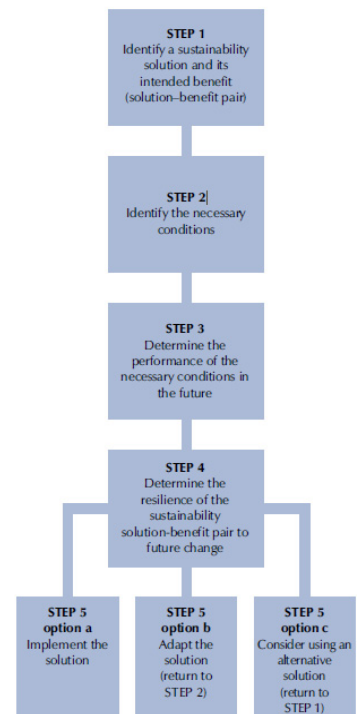 STEP 1
Identify a sustainability
solution and its
intended benefit
(solution–benefit pair)
STEP 2
Identify the necessary
conditions
STEP 3
Determine the
performance of the
necessary conditions in
the future
STEP 4
Determine the
resilience of the
sustainability
solution-benefit pair to
future change
STEP 5
option a
Implement the
solution
STEP 5
option b
Adapt the
solution
(return to
STEP 2)
STEP 5
option c
Consider using an
alternative
solution
(return to
STEP 1)